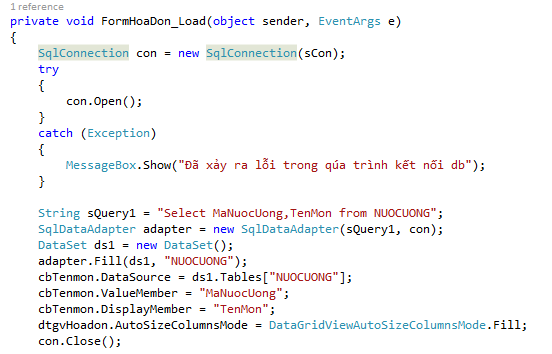 1 reference
private void FormHoaDon_Load(object sender, EventArgs e)
{
SqlConnection con = new SqlConnection(sCon);
try
{
con.Open();
}
catch (Exception)
{
MessageBox.Show("Đã xảy ra lỗi trong qúa trình kết nối db");
}
String sQuery1 = "Select MaNuocUong,TenMon from NUOCUONG";
SqlDataAdapter adapter = new SqlDataAdapter(sQuery1, con);
DataSet ds1 = new DataSet();
adapter.Fill(ds1, "NUOCUONG");
cbTenmon.DataSource = ds1.Tables["NUOCUONG"];
cbTenmon.ValueMember = "MaNuocUong";
cbTenmon.DisplayMember = "TenMon";
dtgvHoadon.AutoSizeColumnsMode = DataGridViewAutoSizeColumnsMode.Fill;
con.Close();